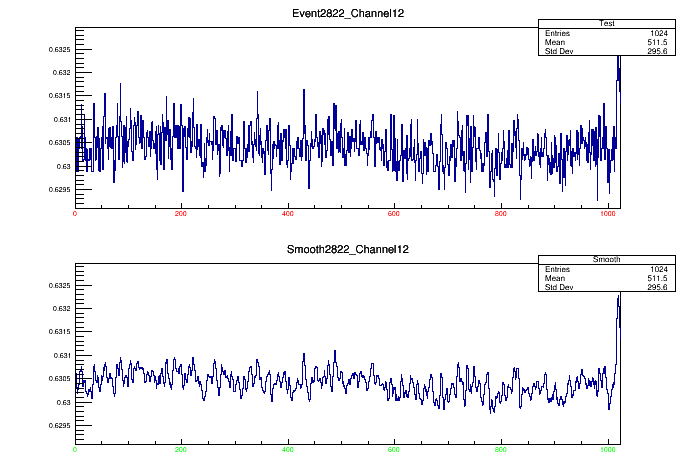 Event2822_Channel12
Test
Entries 1024
Mean 511.5
Std Dev 295.6
0.6325
0.632
0.6315
0.631
0.6305
0.63
0.6295
0 200 400 600 800 1000
Smooth2822_Channel12
Smooth
Entries 1024
Mean 511.5
Std Dev 295.6
0.6325
0.632
0.6315
0.631
0.6305
0.63
0.6295
0 200 400 600 800 1000